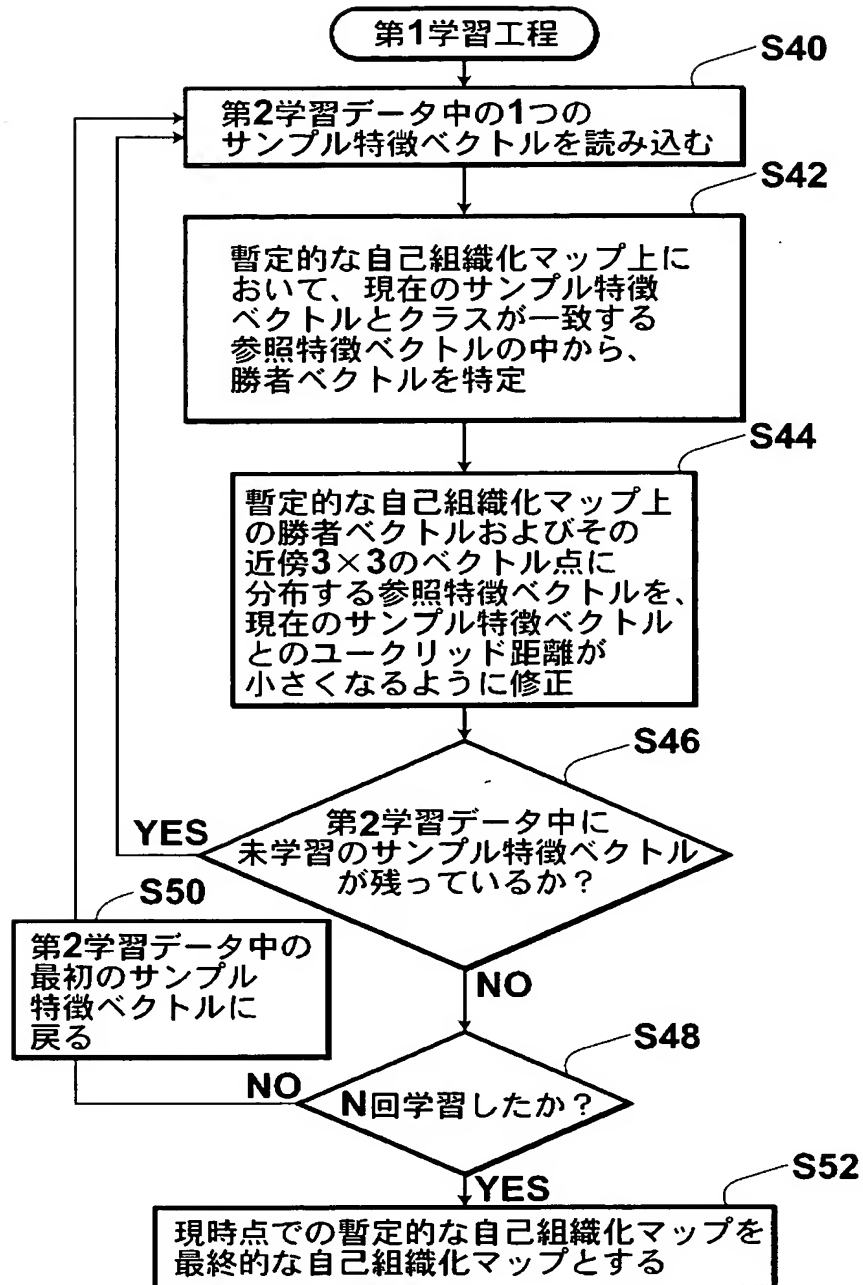 第1学習工程
S40
第2学習データ中の1つの
サンプル特徴ベクトルを読み込む
S42
暫定的な自己組織化マップ上に
おいて、現在のサンプル特徴
ベクトルとクラスが一致する
参照特徴ベクトルの中から、
勝者ベクトルを特定
S44
暫定的な自己組織化マップ上
の勝者ベクトルおよびその
近傍3×3のベクトル点に
分布する参照特徴ベクトルを、
現在のサンプル特徴ベクトル
とのユークリッド距離が
小さくなるように修正
S46
第2学習データ中に
未学習のサンプル特徴ベクトル
が残っているか?
YES
S50
第2学習データ中の
最初のサンプル
特徴ベクトルに
戻る
NO
S48
N回学習したか?
NO
YES
S52
現時点での暫定的な自己組織化マップを
最終的な自己組織化マップとする